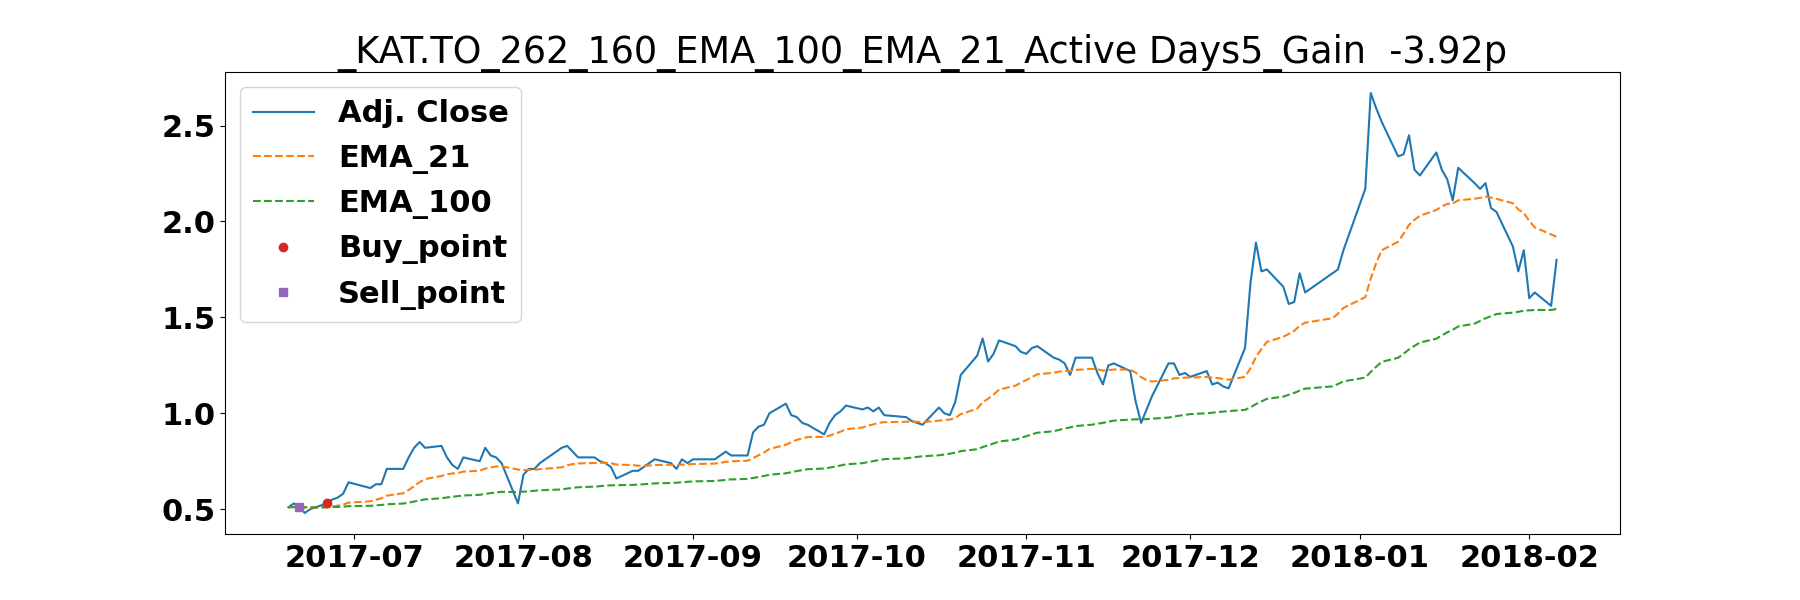 _KAT.TO_262_160_EMA_100_EMA_21_Active Days5_Gain  -3.92p
Adj. Close
EMA_21
EMA_100
Buy_point
Sell_point
2.5
2.0
1.5
1.0
0.5
2017-07 2017-08 2017-09 2017-10 2017-11 2017-12 2018-01 2018-02